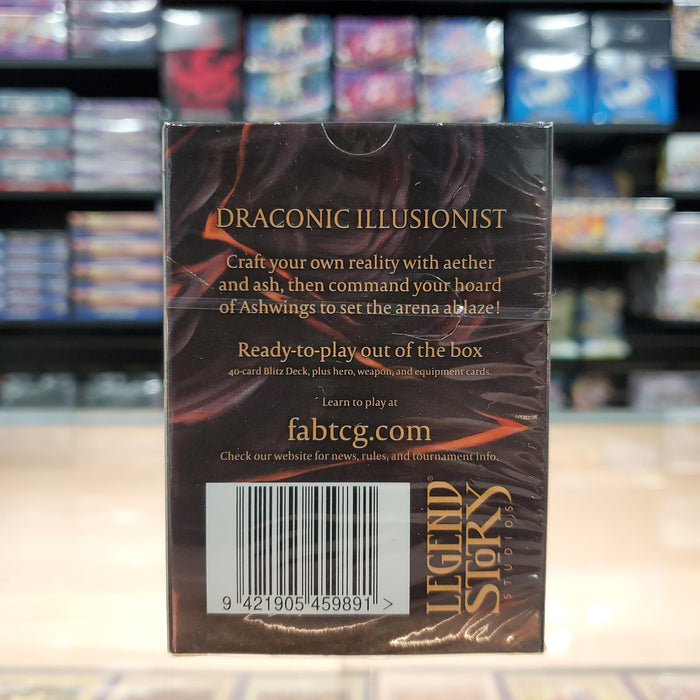 DRACONIC ILLUSIONIST
Craft your own reality with aether
and ash, then command your hoard
of Ashwings to set the arena ablaze!
Ready-to-play out of the box
40-card Blitz Deck, plus hero, weapon, and equipment cards.
Learn to play at
fabtcg.com
Check our website for news, rules, and tournament info.
9 421905 459891 >
LEGEND®
STORY
STUDIOS